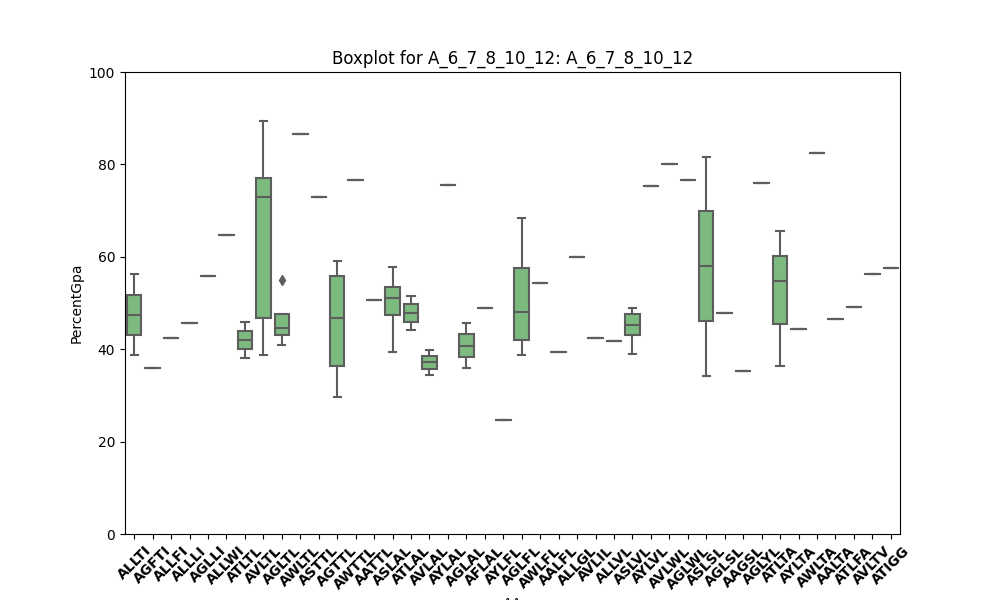 Boxplot for A_6_7_8_10_12: A_6_7_8_10_12
PercentGpa
100
80
60
40
20
0
ALLTI
AGFTI
ALLFI
ALLLI
AGLLI
ALLWI
ATLTL
AVLTL
AGLTL
AWLTL
ASTTL
AGTTL
AWTTL
AATTL
ASLAL
ATLAL
AVLAL
AYLAL
AGLAL
AFLAL
AYLFL
AGLFL
AWLFL
AALFL
ALLGL
AVLIL
ALLVL
ASLVL
AYLVL
AVLWL
AGLWL
ASLSL
AGLSL
AAGSL
AGLYL
ATLTA
AYLTA
AWLTA
AALTA
ATLFA
AVLTV
ATIGG